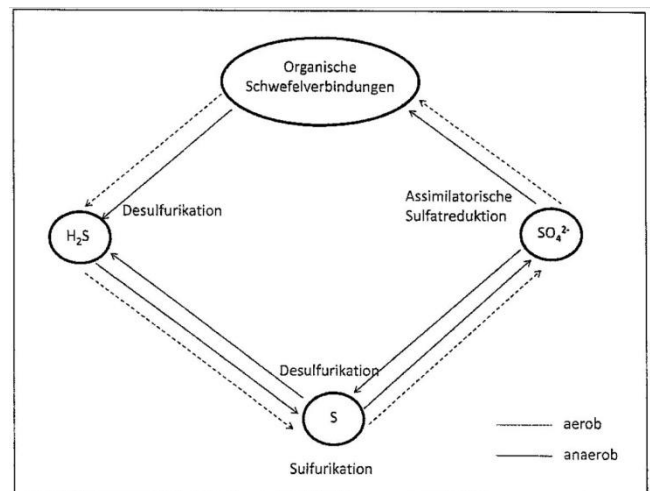 Organische
Schwefelverbindungen
Desulfurikation
Assimilatorische
Sulfatreduktion
H₂S
SO₄²⁻
Desulfurikation
S
Sulfurikation
aerob
anaerob